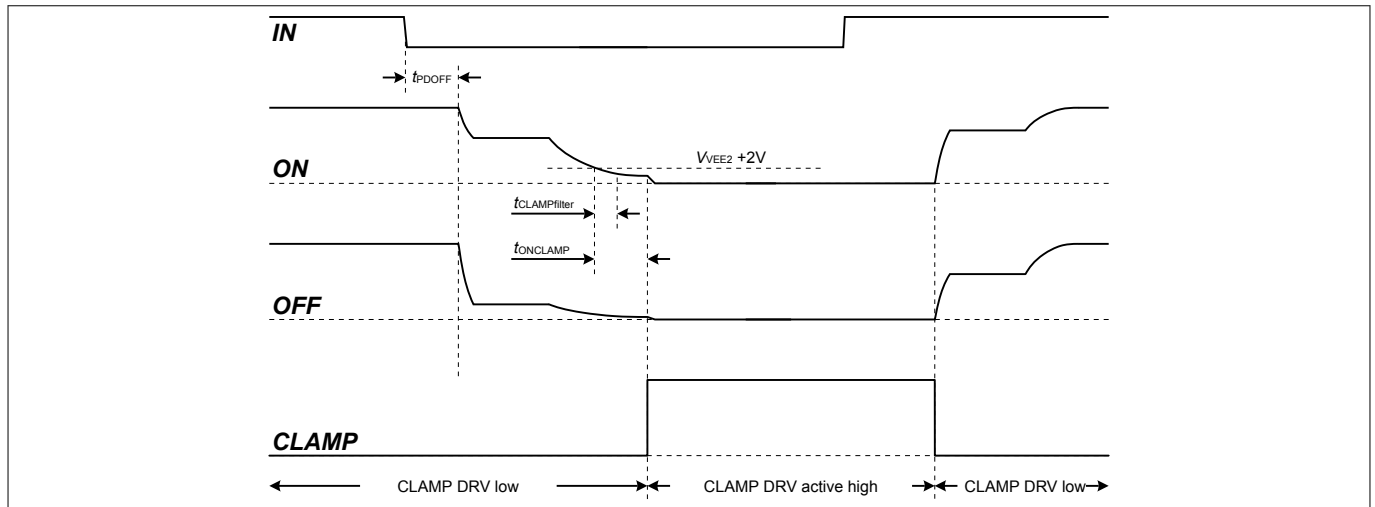 IN
tPDOFF
ON
VVEE2 +2V
tCLAMPfilter
tONCLAMP
OFF
CLAMP
CLAMP DRV low
CLAMP DRV active high
CLAMP DRV low